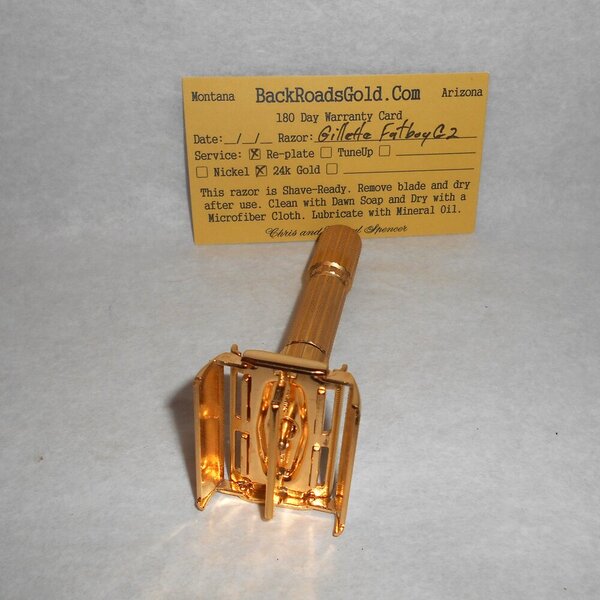 Montana BackRoadsGold.Com Arizona
180 Day Warranty Card
Date: _/_/_ Razor: Gillette Fatboy C2
Service: ☒ Re-plate ☐ TuneUp ☐
☐ Nickel ☒ 24k Gold ☐
This razor is Shave-Ready. Remove blade and dry
after use. Clean with Dawn Soap and Dry with a
Microfiber Cloth. Lubricate with Mineral Oil.
Chris and Spencer